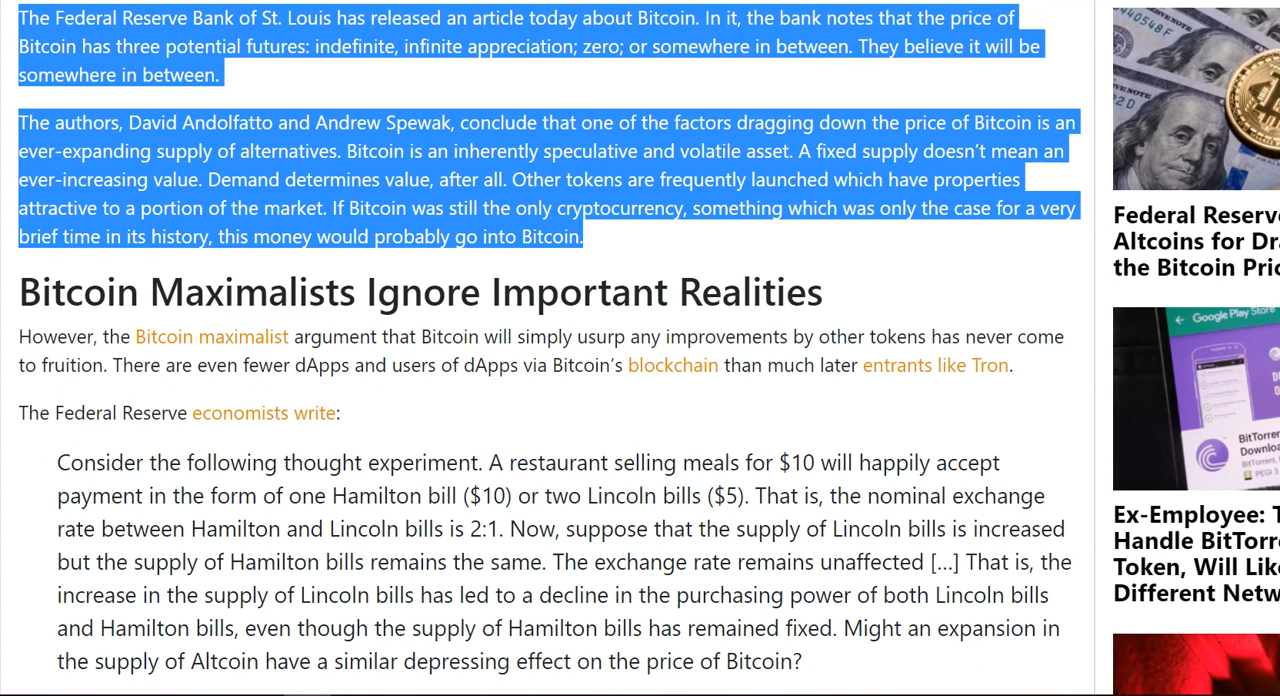 The Federal Reserve Bank of St. Louis has released an article today about Bitcoin. In it, the bank notes that the price of
Bitcoin has three potential futures: indefinite, infinite appreciation; zero; or somewhere in between. They believe it will be
somewhere in between.
The authors, David Andolfatto and Andrew Spewak, conclude that one of the factors dragging down the price of Bitcoin is an
ever-expanding supply of alternatives. Bitcoin is an inherently speculative and volatile asset. A fixed supply doesn’t mean an
ever-increasing value. Demand determines value, after all. Other tokens are frequently launched which have properties
attractive to a portion of the market. If Bitcoin was still the only cryptocurrency, something which was only the case for a very
brief time in its history, this money would probably go into Bitcoin.
Bitcoin Maximalists Ignore Important Realities
However, the Bitcoin maximalist argument that Bitcoin will simply usurp any improvements by other tokens has never come
to fruition. There are even fewer dApps and users of dApps via Bitcoin’s blockchain than much later entrants like Tron.
The Federal Reserve economists write:
Consider the following thought experiment. A restaurant selling meals for $10 will happily accept
payment in the form of one Hamilton bill ($10) or two Lincoln bills ($5). That is, the nominal exchange
rate between Hamilton and Lincoln bills is 2:1. Now, suppose that the supply of Lincoln bills is increased
but the supply of Hamilton bills remains the same. The exchange rate remains unaffected […] That is, the
increase in the supply of Lincoln bills has led to a decline in the purchasing power of both Lincoln bills
and Hamilton bills, even though the supply of Hamilton bills has remained fixed. Might an expansion in
the supply of Altcoin have a similar depressing effect on the price of Bitcoin?
Federal Reserve
Altcoins for Dr
the Bitcoin Pric
Google Play Store
BitTorren
Downloa
BitTorrent,
PEGI 3
Ex-Employee: T
Handle BitTorr
Token, Will Lik
Different Netw